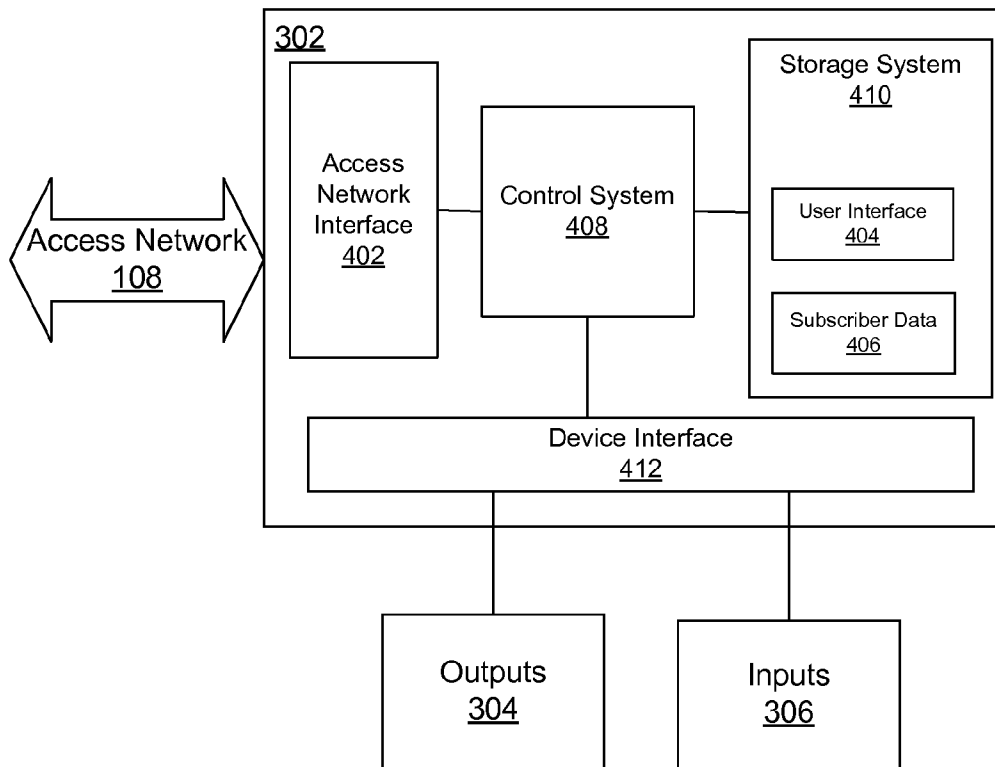 302
Storage System
410
Access
Network
Interface
402
Control System
408
User Interface
404
Access Network
108
Subscriber Data
406
Device Interface
412
Outputs
304
Inputs
306